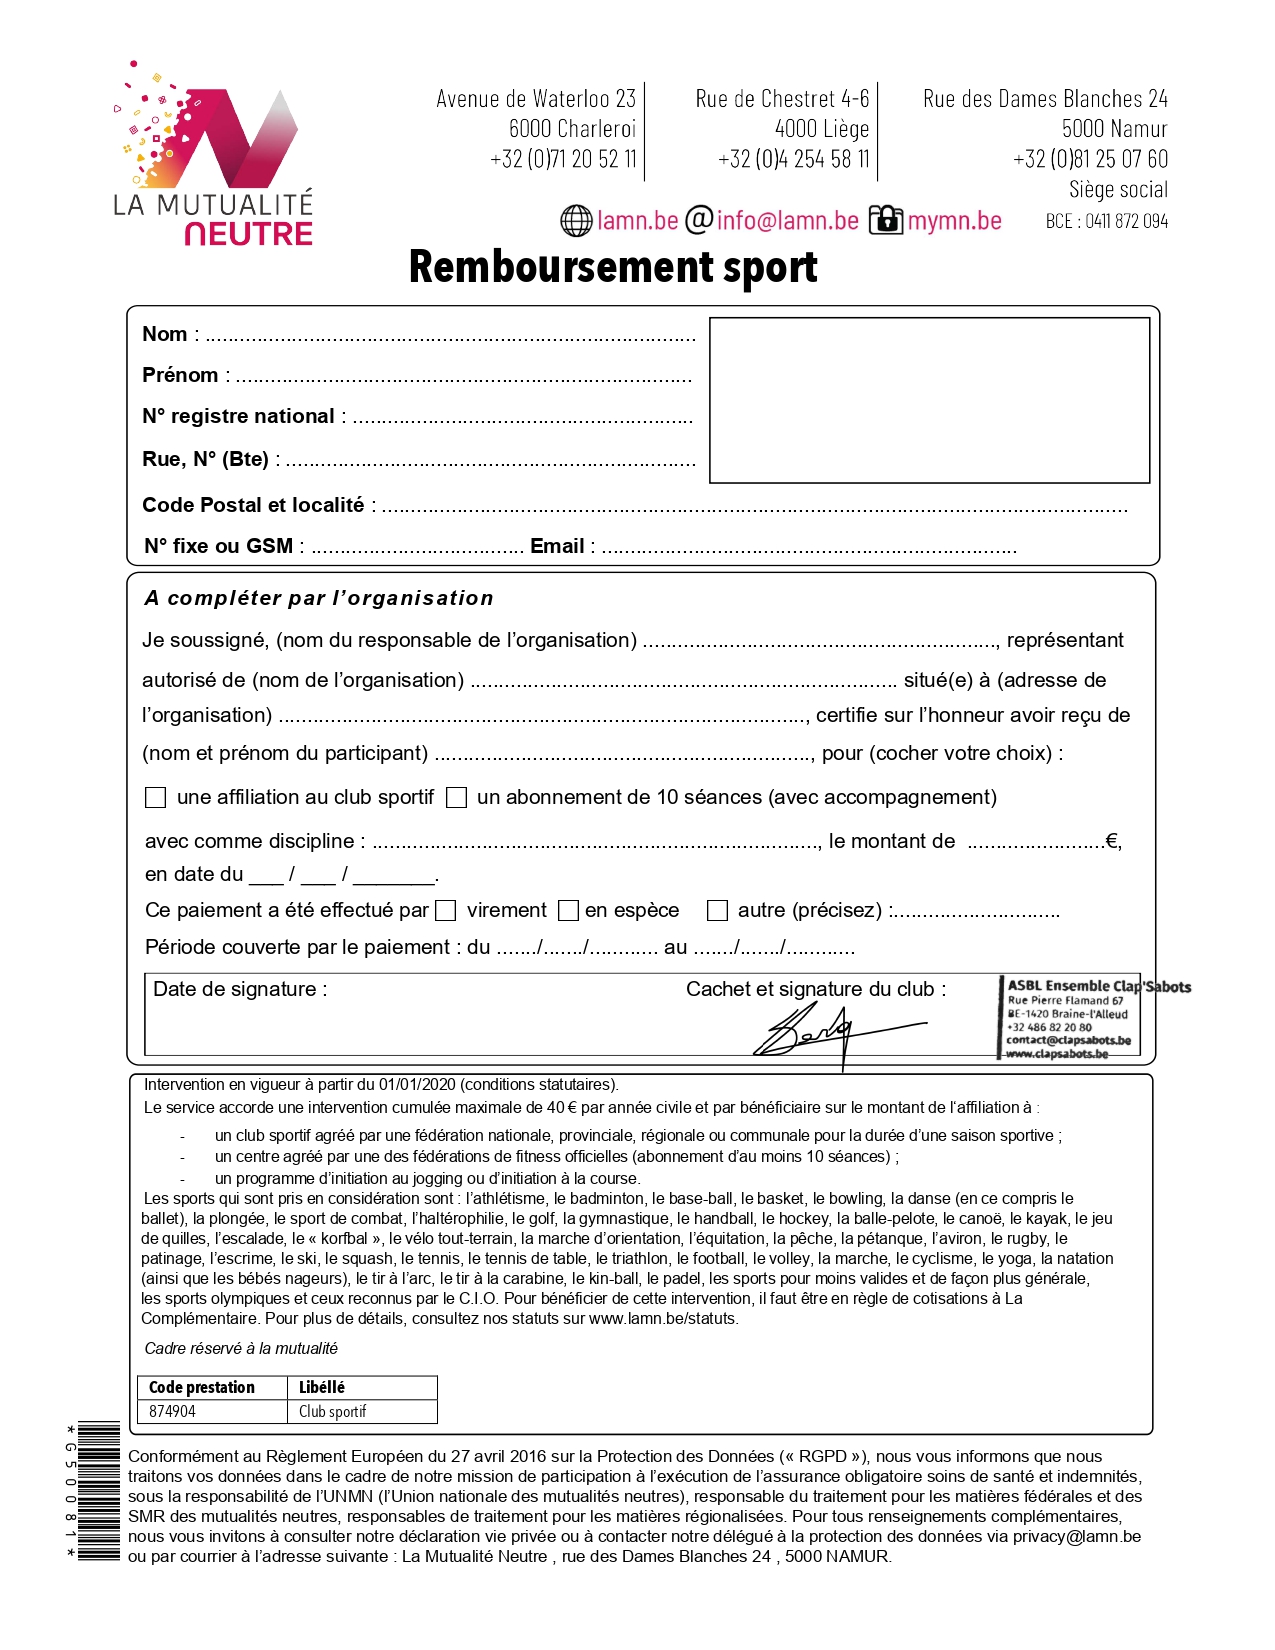 LA MUTUALITÉ
NEUTRE
Avenue de Waterloo 23
6000 Charleroi
+32 (0)71 20 52 11
Rue de Chestret 4-6
4000 Liège
+32 (0)4 254 58 11
Rue des Dames Blanches 24
5000 Namur
+32 (0)81 25 07 60
Siège social
BCE : 0411 872 094
lamn.be @ info@lamn.be mymn.be
Remboursement sport
Nom : ......................................................................................
Prénom : ................................................................................
N° registre national : ...........................................................
Rue, N° (Bte) : .......................................................................
Code Postal et localité : .................................................................................................................................
N° fixe ou GSM : ..................................... Email : ........................................................................
A compléter par l’organisation
Je soussigné, (nom du responsable de l’organisation) ............................................................., représentant
autorisé de (nom de l’organisation) .......................................................................... situé(e) à (adresse de
l’organisation) ..........................................................................................., certifie sur l’honneur avoir reçu de
(nom et prénom du participant) ................................................................., pour (cocher votre choix) :
une affiliation au club sportif une abonnement de 10 séances (avec accompagnement)
avec comme discipline : ............................................................................., le montant de ........................€,
en date du ___ / ___ / _______.
Ce paiement a été effectué par virement en espèce autre (précisez) :.............................
Période couverte par le paiement : du ......./......./............ au ......./......./............
Date de signature :
Cachet et signature du club :
ASBL Ensemble Clap'Sabots
Rue Pierre Flamand 67
BE-1420 Braine-l'Alleud
+32 486 82 20 80
contact@clapsabots.be
www.clapsabots.be
Intervention en vigueur à partir du 01/01/2020 (conditions statutaires).
Le service accorde une intervention cumulée maximale de 40 € par année civile et par bénéficiaire sur le montant de l‘affiliation à :
- un club sportif agréé par une fédération nationale, provinciale, régionale ou communale pour la durée d’une saison sportive ;
- un centre agréé par une des fédérations de fitness officielles (abonnement d’au moins 10 séances) ;
- un programme d’initiation au jogging ou d’initiation à la course.
Les sports qui sont pris en considération sont : l’athlétisme, le badminton, le base-ball, le basket, le bowling, la danse (en ce compris le
ballet), la plongée, le sport de combat, l’haltérophilie, le golf, la gymnastique, le handball, le hockey, la balle-pelote, le canoë, le kayak, le jeu
de quilles, l’escalade, le « korfbal », le vélo tout-terrain, la marche d’orientation, l’équitation, la pêche, la pétanque, l’aviron, le rugby, le
patinage, l’escrime, le ski, le squash, le tennis, le tennis de table, le triathlon, le football, le volley, la marche, le cyclisme, le yoga, la natation
(ainsi que les bébés nageurs), le tir à l’arc, le tir à la carabine, le kin-ball, le padel, les sports pour moins valides et de façon plus générale,
les sports olympiques et ceux reconnus par le C.I.O. Pour bénéficier de cette intervention, il faut être en règle de cotisations à La
Complémentaire. Pour plus de détails, consultez nos statuts sur www.lamn.be/statuts.
Cadre réservé à la mutualité
Code prestation Libéllé
874904 Club sportif
*G50081*
Conformément au Règlement Européen du 27 avril 2016 sur la Protection des Données (« RGPD »), nous vous informons que nous
traitons vos données dans le cadre de notre mission de participation à l’exécution de l’assurance obligatoire soins de santé et indemnités,
sous la responsabilité de l’UNMN (l’Union nationale des mutualités neutres), responsable du traitement pour les matières fédérales et des
SMR des mutualités neutres, responsables de traitement pour les matières régionalisées. Pour tous renseignements complémentaires,
nous vous invitons à consulter notre déclaration vie privée ou à contacter notre délégué à la protection des données via privacy@lamn.be
ou par courrier à l’adresse suivante : La Mutualité Neutre , rue des Dames Blanches 24 , 5000 NAMUR.